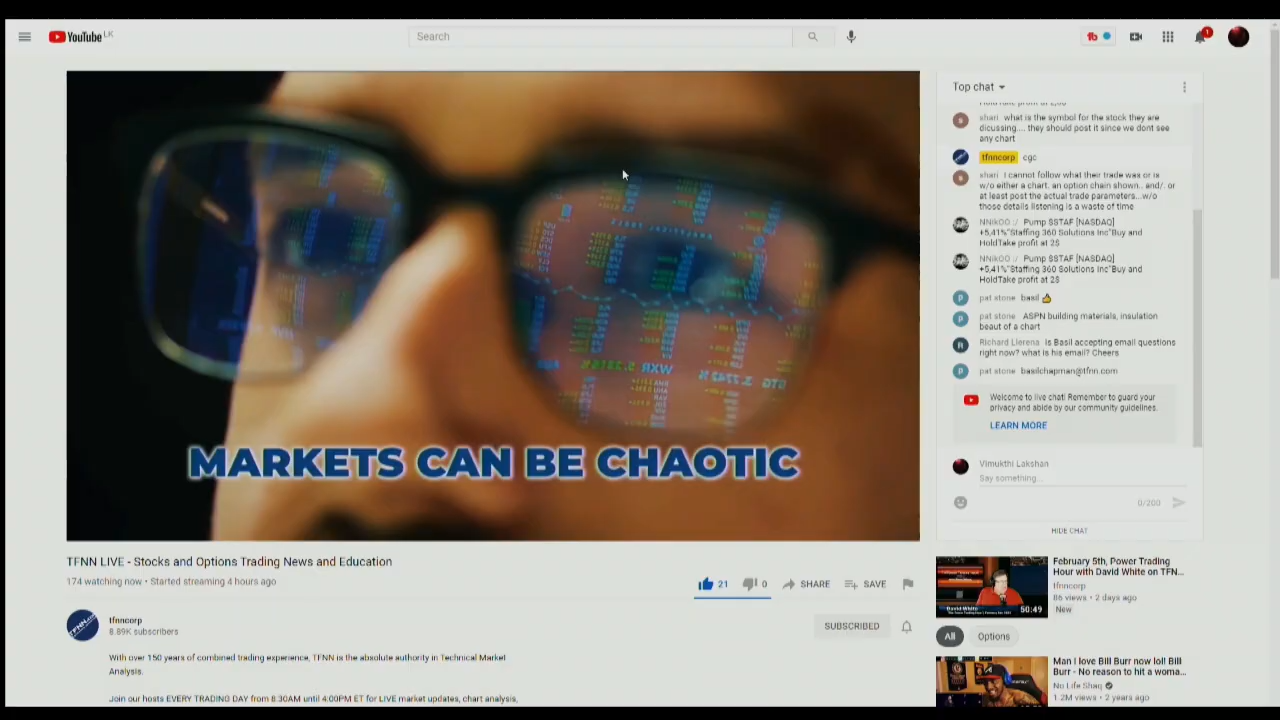 YouTube LK
Search
1
Top chat
shari what is the symbol for the stock they are
dicussing.... they should post it since we dont see
any chart
tfnncorp cgc
shari I cannot follow what their trade was or is
w/o either a chart. an option chain shown.. and/. or
at least post the actual trade parameters...w/o
those details listening is a waste of time
NNikOO :/ Pump $STAF [NASDAQ]
+5,41%"Staffing 360 Solutions Inc"Buy and
HoldTake profit at 2$
NNikOO :/ Pump $STAF [NASDAQ]
+5,41%"Staffing 360 Solutions Inc"Buy and
HoldTake profit at 2$
pat stone basil 👍
pat stone ASPN building materials, insulation
beaut of a chart
Richard Llerena Is Basil accepting email questions
right now? what is his email? Cheers
pat stone basilchapman@tfnn.com
Welcome to live chat! Remember to guard your
privacy and abide by our community guidelines.
LEARN MORE
Vimukthi Lakshan
Say something...
0/200
HIDE CHAT
MARKETS CAN BE CHAOTIC
TFNN LIVE - Stocks and Options Trading News and Education
174 watching now • Started streaming 4 hours ago
21
0
SHARE
SAVE
tfnncorp
8.89K subscribers
SUBSCRIBED
With over 150 years of combined trading experience, TFNN is the absolute authority in Technical Market
Analysis.
Join our hosts EVERY TRADING DAY from 8:30AM until 4:00PM ET for LIVE market updates, chart analysis,
February 5th, Power Trading
Hour with David White on TFN...
tfnncorp
86 views • 2 days ago
New
David White
50:49
All
Options
Man I love Bill Burr now lol! Bill
Burr - No reason to hit a woma...
No Life Shaq
1.2M views • 2 years ago